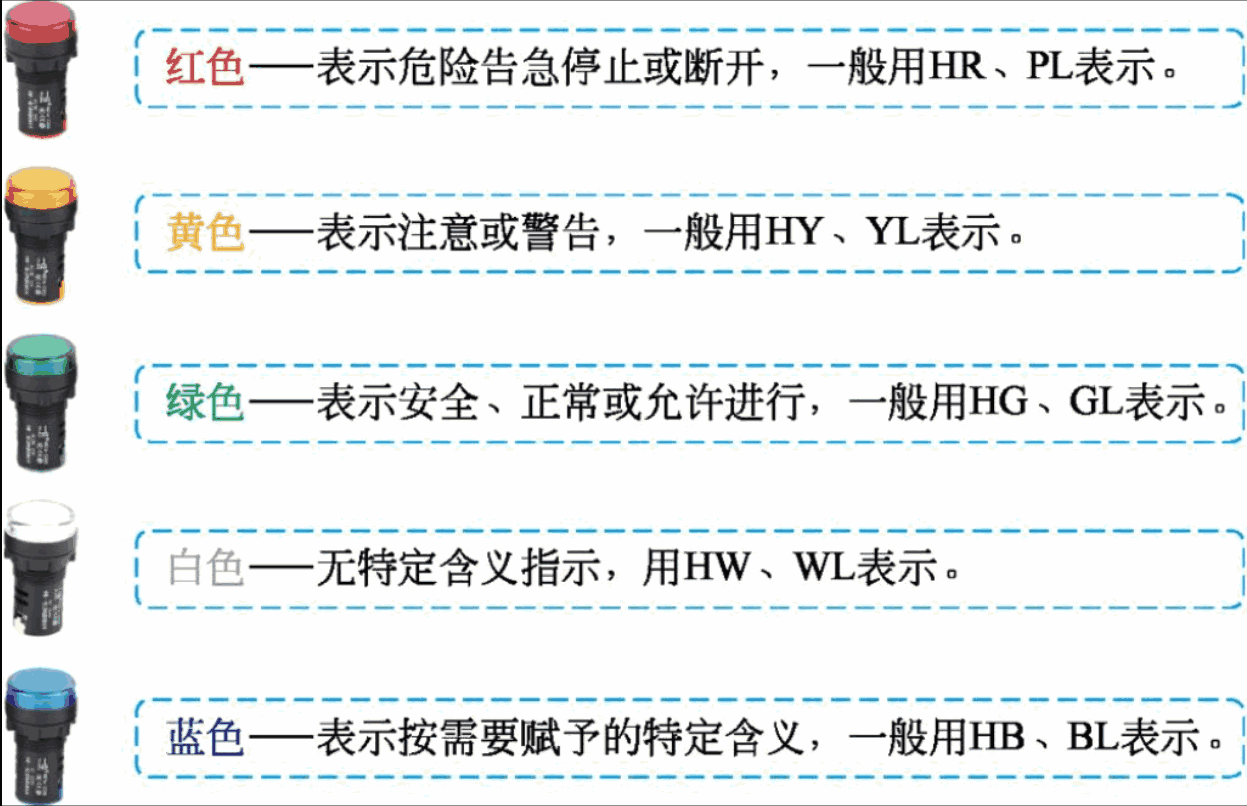 红色——表示危险告急停止或断开，一般用HR、PL表示。
黄色——表示注意或警告，一般用HY、YL表示。
绿色——表示安全、正常或允许进行，一般用HG、GL表示。
白色——无特定含义指示，用HW、WL表示。
蓝色——表示按需要赋予的特定含义，一般用HB、BL表示。